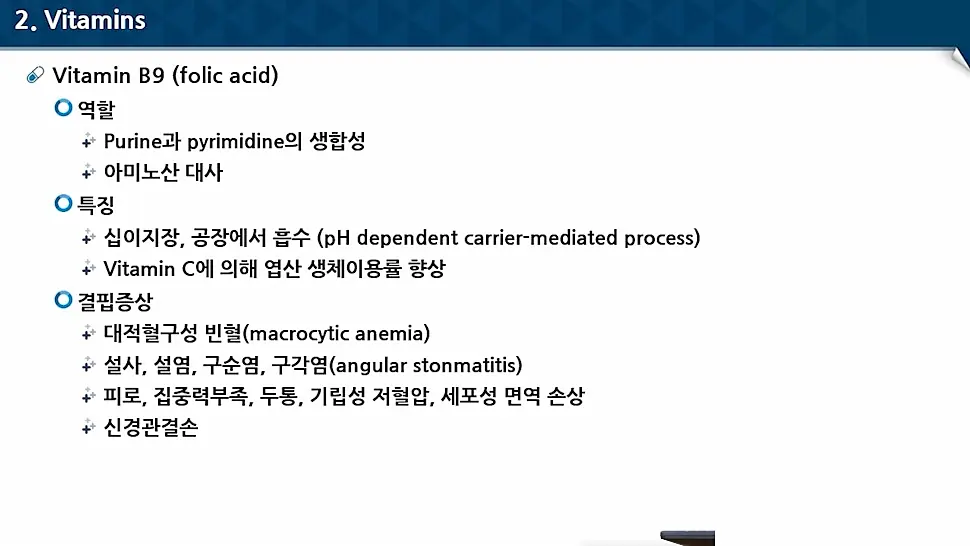 2. Vitamins
Vitamin B9 (folic acid)
역할
Purine과 pyrimidine의 생합성
아미노산 대사
특징
십이지장, 공장에서 흡수 (pH dependent carrier-mediated process)
Vitamin C에 의해 엽산 생체이용률 향상
결핍증상
대적혈구성 빈혈(macrocytic anemia)
설사, 설염, 구순염, 구각염(angular stonmatitis)
피로, 집중력부족, 두통, 기립성 저혈압, 세포성 면역 손상
신경관결손